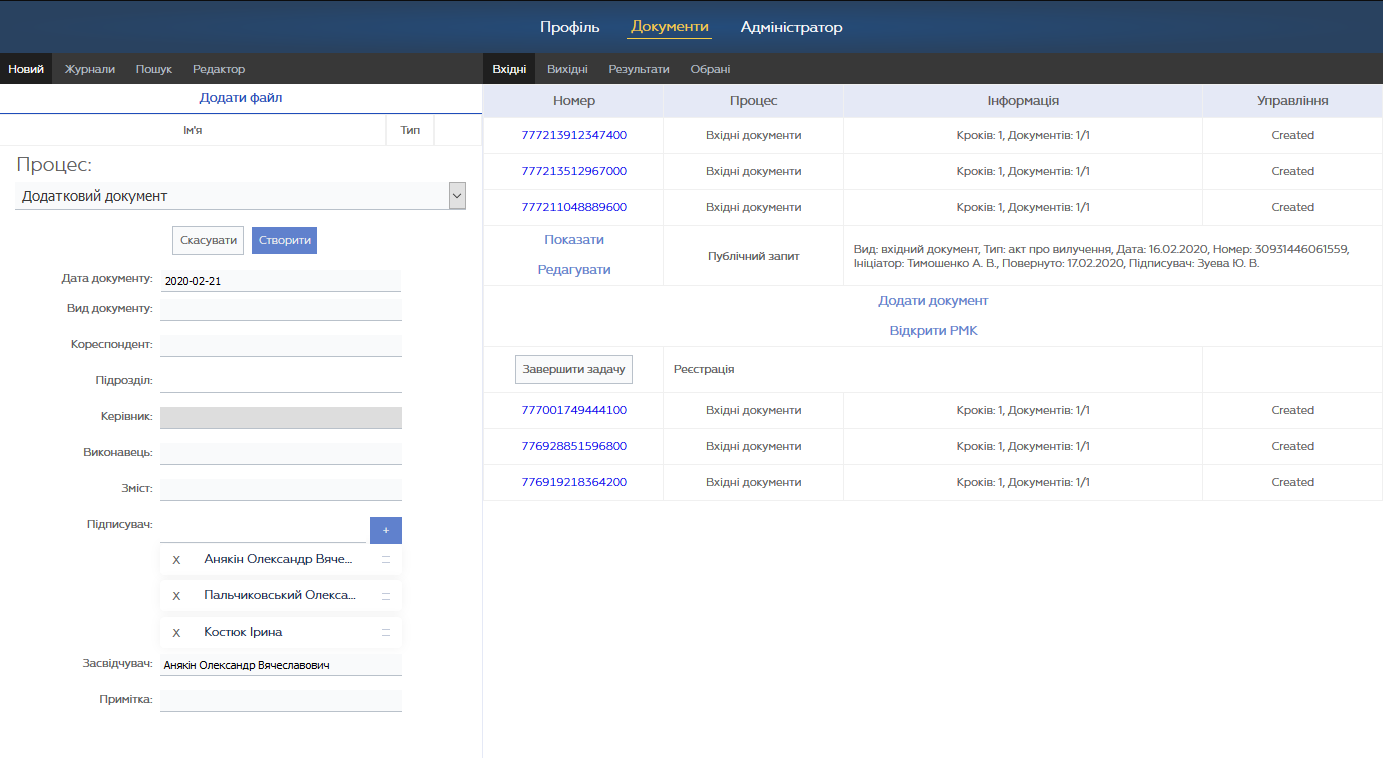 Профіль Документи Адміністратор
Новий Журнали Пошук Редактор
Додати файл
Ім'я Тип
Процес:
Додатковий документ
Скасувати Створити
Дата документу: 2020-02-21
Вид документу:
Кореспондент:
Підрозділ:
Керівник:
Виконавець:
Зміст:
Підписувач: +
X Анякін Олександр Вяче...
X Пальчиковський Олекса...
X Костюк Ірина
Засвідчувач: Анякін Олександр Вячеславович
Примітка:
Вхідні Вихідні Результати Обрані
Номер Процес Інформація Управління
777213912347400 Вхідні документи Кроків: 1, Документів: 1/1 Created
777213512967000 Вхідні документи Кроків: 1, Документів: 1/1 Created
777211048889600 Вхідні документи Кроків: 1, Документів: 1/1 Created
Показати
Редагувати
Публічний запит
Вид: вхідний документ, Тип: акт про вилучення, Дата: 16.02.2020, Номер: 30931446061559,
Ініціатор: Тимошенко А. В., Повернуто: 17.02.2020, Підписувач: Зуєва Ю. В.
Додати документ
Відкрити РМК
Завершити задачу Реєстрація
777001749444100 Вхідні документи Кроків: 1, Документів: 1/1 Created
776928851596800 Вхідні документи Кроків: 1, Документів: 1/1 Created
776919218364200 Вхідні документи Кроків: 1, Документів: 1/1 Created